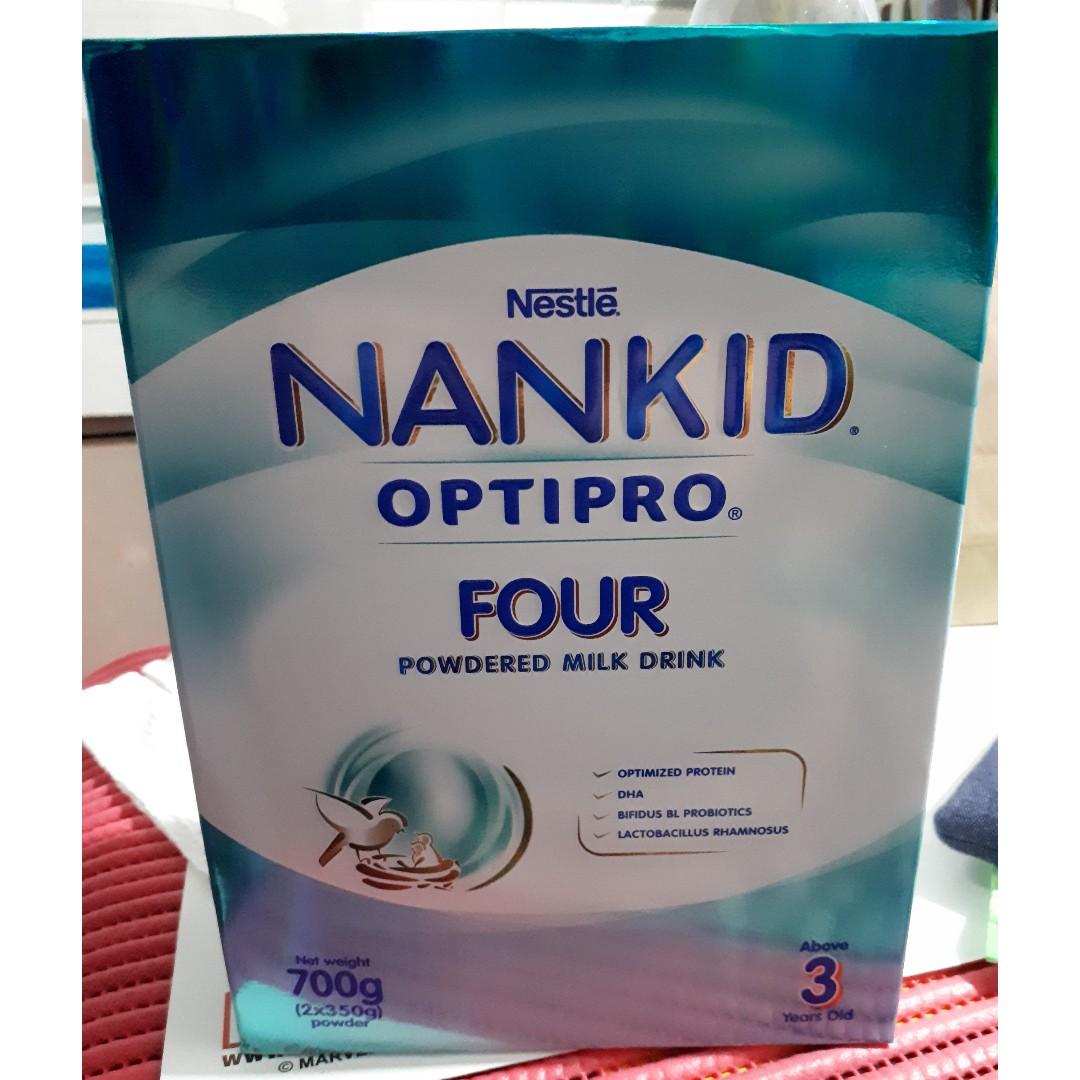 Nestlé®
NANKID®
OPTIPRO®
FOUR
POWDERED MILK DRINK
OPTIMIZED PROTEIN
DHA
BIFIDUS BL PROBIOTICS
LACTOBACILLUS RHAMNOSUS
Net weight
700g
(2x350g)
powder
Above
3
Years Old